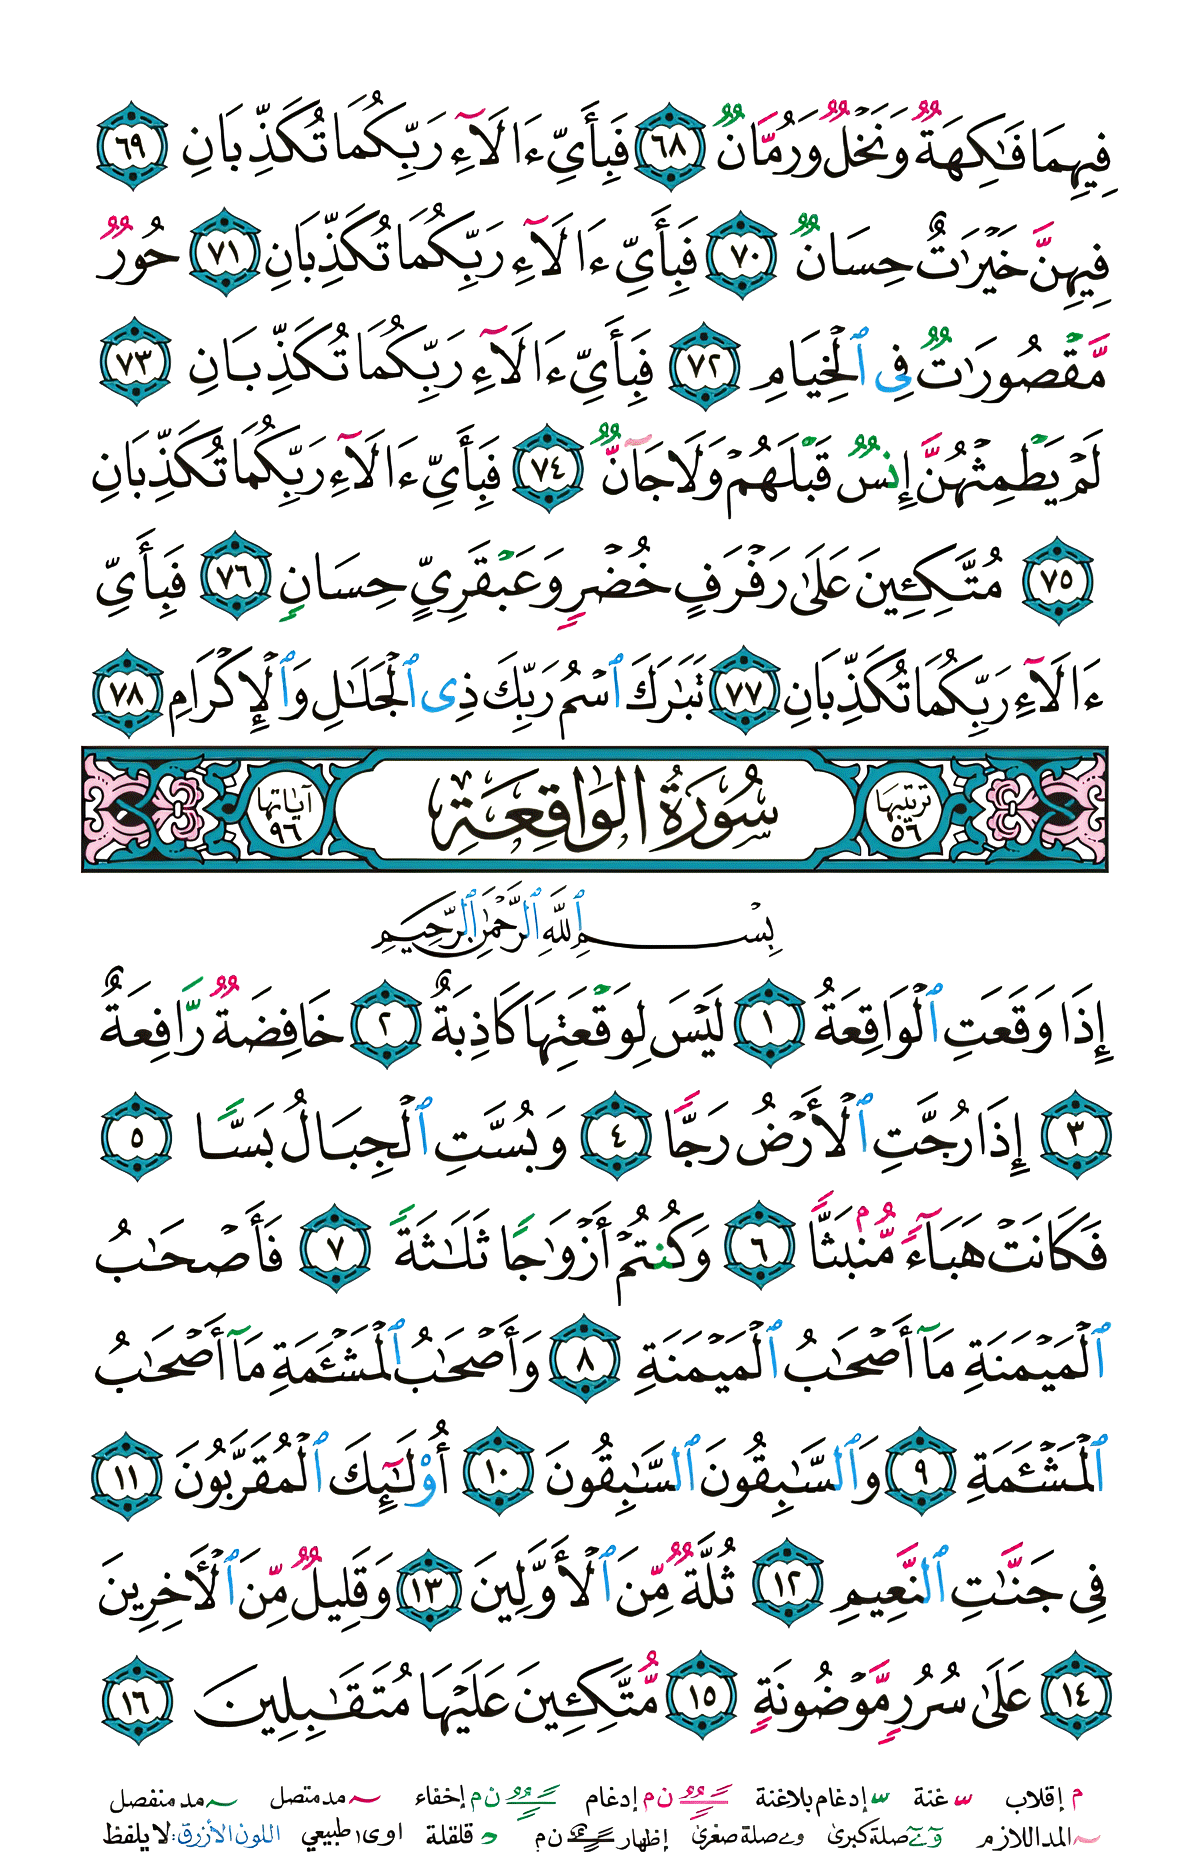 فِيهِمَا فَٰكِهَةٌ وَنَخْلٌ وَرُمَّانٌ ٦٨ فَبِأَيِّ ءَالَآءِ رَبِّكُمَا تُكَذِّبَانِ ٦٩
فِيهِنَّ خَيْرَٰتٌ حِسَانٌ ٧٠ فَبِأَيِّ ءَالَآءِ رَبِّكُمَا تُكَذِّبَانِ ٧١ حُورٌ
مَّقْصُورَٰتٌ فِى ٱلْخِيَامِ ٧٢ فَبِأَيِّ ءَالَآءِ رَبِّكُمَا تُكَذِّبَانِ ٧٣
لَمْ يَطْمِثْهُنَّ إِنسٌ قَبْلَهُمْ وَلَا جَآنٌّ ٧٤ فَبِأَيِّ ءَالَآءِ رَبِّكُمَا تُكَذِّبَانِ
٧٥ مُتَّكِـِٔينَ عَلَىٰ رَفْرَفٍ خُضْرٍ وَعَبْقَرِيٍّ حِسَانٍ ٧٦ فَبِأَيِّ
ءَالَآءِ رَبِّكُمَا تُكَذِّبَانِ ٧٧ تَبَٰرَكَ ٱسْمُ رَبِّكَ ذِى ٱلْجَلَٰلِ وَٱلْإِكْرَامِ ٧٨
ترتيبها ٥٦ سُورَةُ الْوَاقِعَةِ آياتها ٩٦
بِسْمِ ٱللَّهِ ٱلرَّحْمَٰنِ ٱلرَّحِيمِ
إِذَا وَقَعَتِ ٱلْوَاقِعَةُ ١ لَيْسَ لِوَقْعَتِهَا كَاذِبَةٌ ٢ خَافِضَةٌ رَّافِعَةٌ
٣ إِذَا رُجَّتِ ٱلْأَرْضُ رَجًّا ٤ وَبُسَّتِ ٱلْجِبَالُ بَسًّا ٥
فَكَانَتْ هَبَآءً مُّنۢبَثًّا ٦ وَكُنتُمْ أَزْوَٰجًا ثَلَٰثَةً ٧ فَأَصْحَٰبُ
ٱلْمَيْمَنَةِ مَآ أَصْحَٰبُ ٱلْمَيْمَنَةِ ٨ وَأَصْحَٰبُ ٱلْمَشْـَٔمَةِ مَآ أَصْحَٰبُ
ٱلْمَشْـَٔمَةِ ٩ وَٱلسَّٰبِقُونَ ٱلسَّٰبِقُونَ ١٠ أُو۟لَٰٓئِكَ ٱلْمُقَرَّبُونَ ١١
فِى جَنَّٰتِ ٱلنَّعِيمِ ١٢ ثُلَّةٌ مِّنَ ٱلْأَوَّلِينَ ١٣ وَقَلِيلٌ مِّنَ ٱلْأَخِرِينَ
١٤ عَلَىٰ سُرُرٍ مَّوْضُونَةٍ ١٥ مُّتَّكِـِٔينَ عَلَيْهَا مُتَقَٰبِلِينَ ١٦
م إقلاب غنة إدغام بلاغنة ن م إدغام ن م إخفاء مد متصل مد منفصل
المد اللازم صلة كبرى و ے صلة صغرى إظهار ن م قلقلة ا و ى طبيعي اللون الأزرق: لا يلفظ